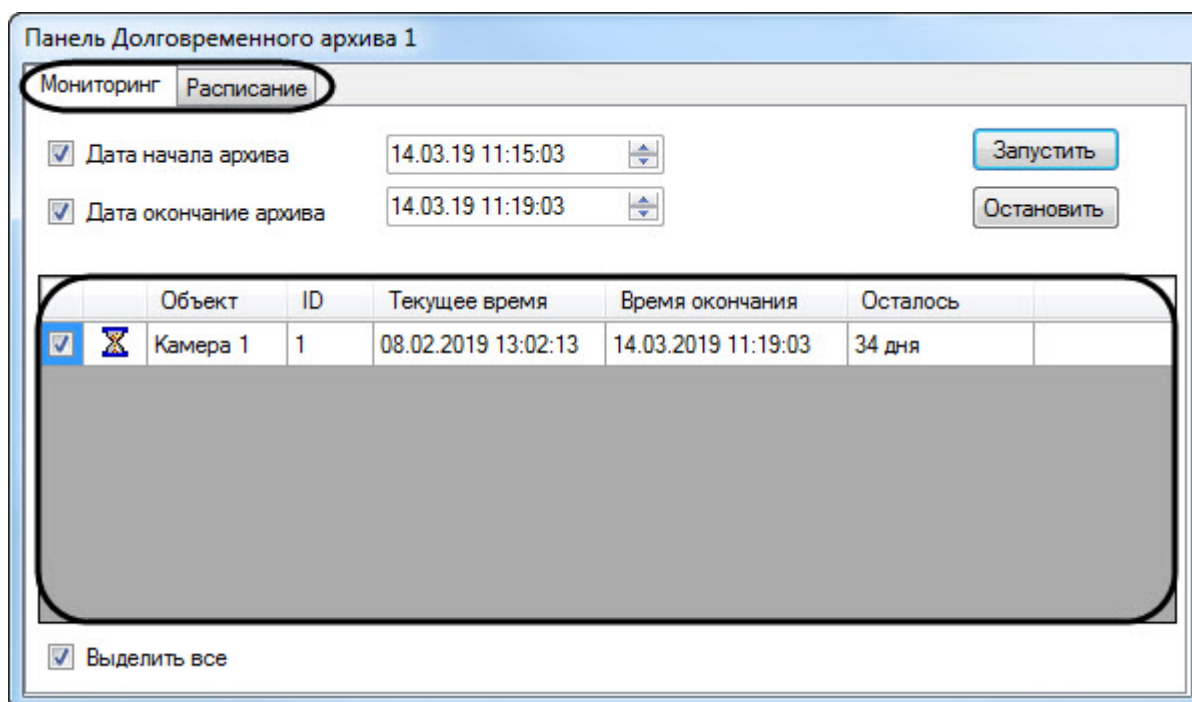 Панель Долговременного архива 1
Мониторинг Расписание
Дата начала архива 14.03.19 11:15:03 Запустить
Дата окончание архива 14.03.19 11:19:03 Остановить
Объект ID Текущее время Время окончания Осталось
Камера 1 1 08.02.2019 13:02:13 14.03.2019 11:19:03 34 дня
Выделить все